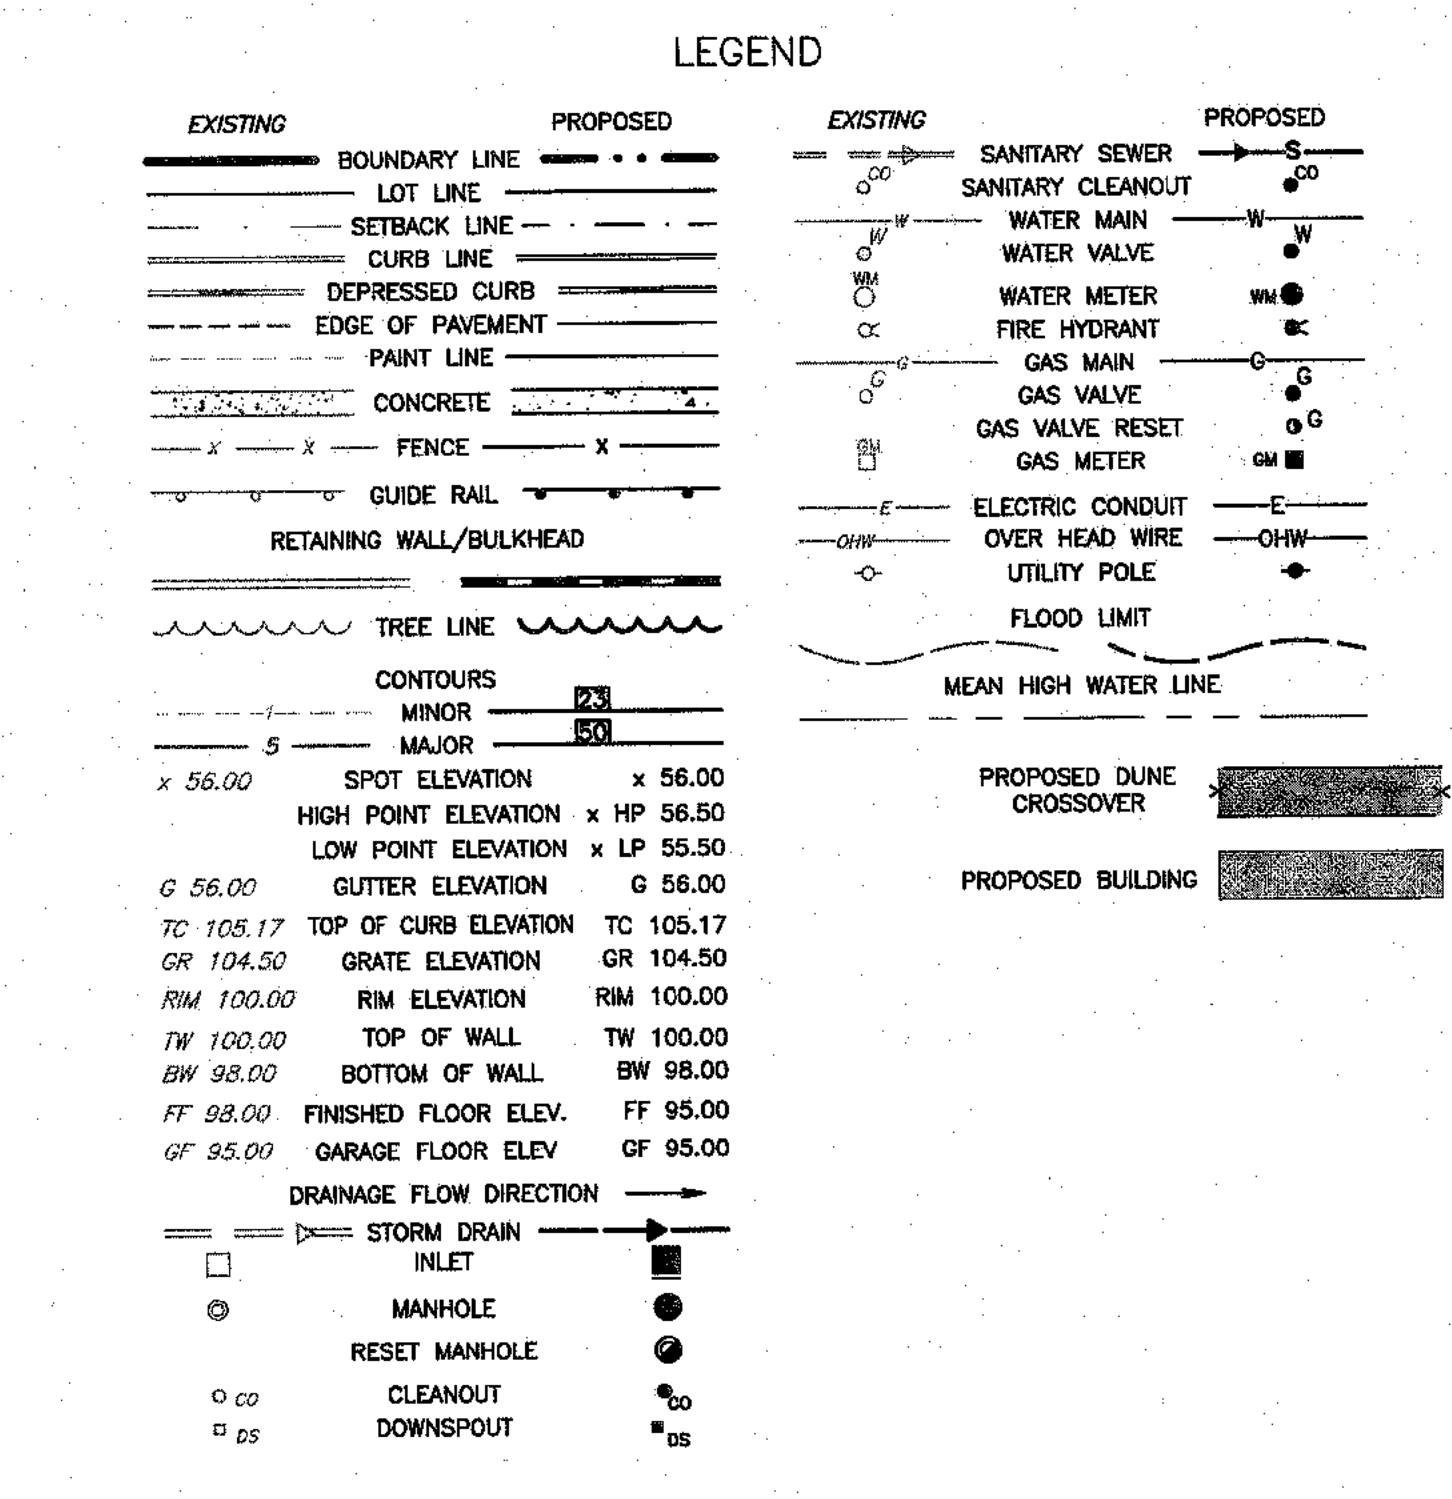 LEGEND
EXISTING PROPOSED
BOUNDARY LINE
LOT LINE
SETBACK LINE
CURB LINE
DEPRESSED CURB
EDGE OF PAVEMENT
PAINT LINE
CONCRETE
X X FENCE X
GUIDE RAIL
RETAINING WALL/BULKHEAD
TREE LINE
CONTOURS
1 MINOR 23
5 MAJOR 50
x 56.00 SPOT ELEVATION x 56.00
HIGH POINT ELEVATION x HP 56.50
LOW POINT ELEVATION x LP 55.50
G 56.00 GUTTER ELEVATION G 56.00
TC 105.17 TOP OF CURB ELEVATION TC 105.17
GR 104.50 GRATE ELEVATION GR 104.50
RIM 100.00 RIM ELEVATION RIM 100.00
TW 100.00 TOP OF WALL TW 100.00
BW 98.00 BOTTOM OF WALL BW 98.00
FF 98.00 FINISHED FLOOR ELEV. FF 95.00
GF 95.00 GARAGE FLOOR ELEV GF 95.00
DRAINAGE FLOW DIRECTION
STORM DRAIN
INLET
MANHOLE
RESET MANHOLE
CO CLEANOUT CO
DS DOWNSPOUT DS
EXISTING PROPOSED
SANITARY SEWER S
CO SANITARY CLEANOUT CO
W WATER MAIN W
W WATER VALVE W
WM WATER METER WM
FIRE HYDRANT
G GAS MAIN G
G GAS VALVE G
GAS VALVE RESET G
GM GAS METER GM
E ELECTRIC CONDUIT E
OHW OVER HEAD WIRE OHW
UTILITY POLE
FLOOD LIMIT
MEAN HIGH WATER LINE
PROPOSED DUNE
CROSSOVER
PROPOSED BUILDING